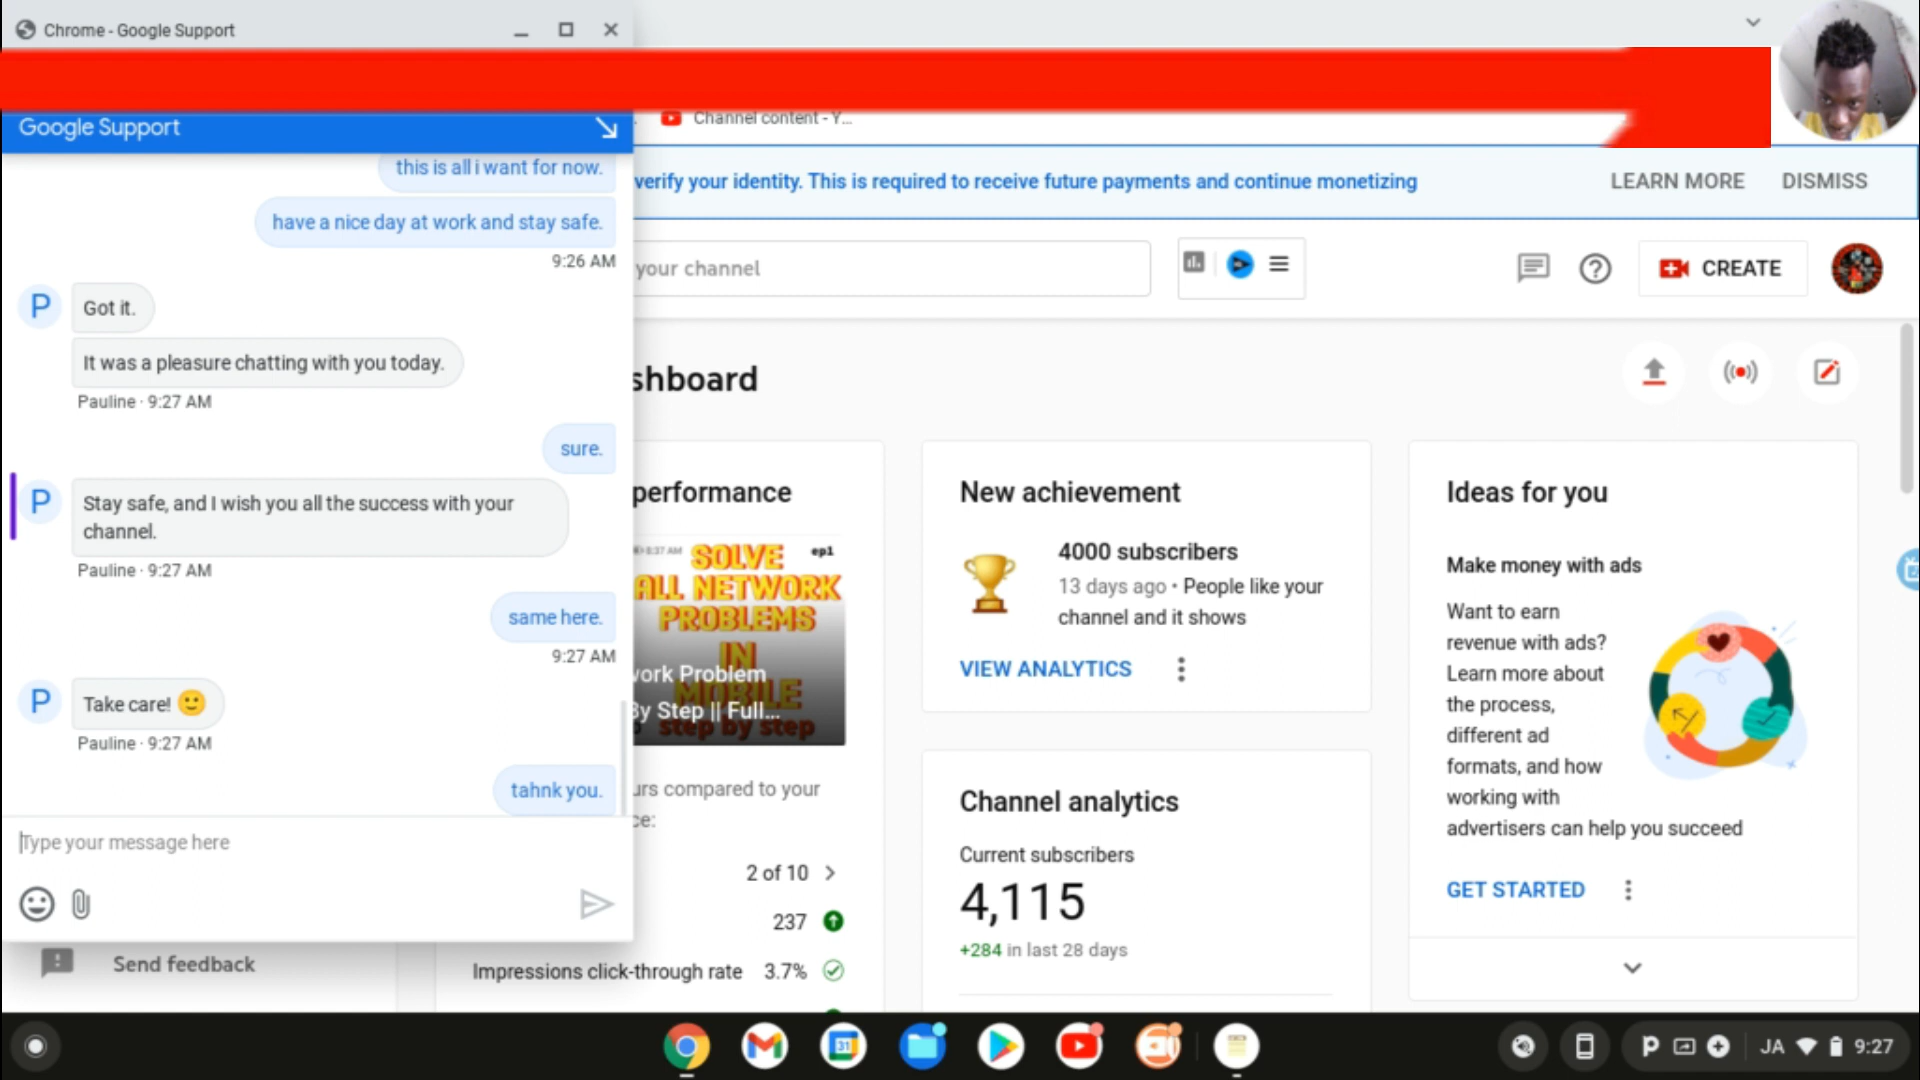 Chrome - Google Support
Channel content - Y...
Google Support
this is all i want for now.
verify your identity. This is required to receive future payments and continue monetizing
LEARN MORE
DISMISS
have a nice day at work and stay safe.
9:26 AM
your channel
CREATE
P
Got it.
It was a pleasure chatting with you today.
Pauline · 9:27 AM
sure.
P
Stay safe, and I wish you all the success with your
channel.
Pauline · 9:27 AM
same here.
9:27 AM
P
Take care! 🙂
Pauline · 9:27 AM
tahnk you.
Type your message here
Send feedback
shboard
performance
8:37 AM
ep1
SOLVE
ALL NETWORK
PROBLEMS
IN
MOBILE
step by step
work Problem
By Step || Full...
urs compared to your
ce:
2 of 10
237
Impressions click-through rate 3.7%
New achievement
4000 subscribers
13 days ago • People like your
channel and it shows
VIEW ANALYTICS
Channel analytics
Current subscribers
4,115
+284 in last 28 days
Ideas for you
Make money with ads
Want to earn
revenue with ads?
Learn more about
the process,
different ad
formats, and how
working with
advertisers can help you succeed
GET STARTED
31
JA
9:27